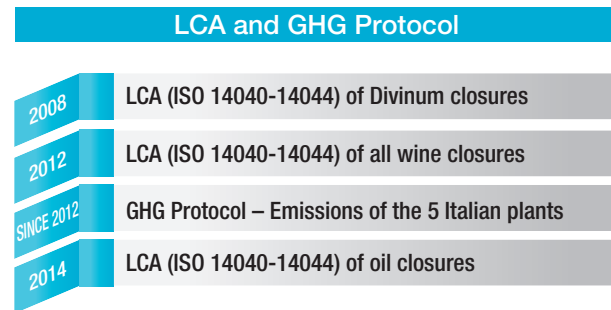 LCA and GHG Protocol
2008 LCA (ISO 14040-14044) of Divinum closures
2012 LCA (ISO 14040-14044) of all wine closures
SINCE 2012 GHG Protocol – Emissions of the 5 Italian plants
2014 LCA (ISO 14040-14044) of oil closures